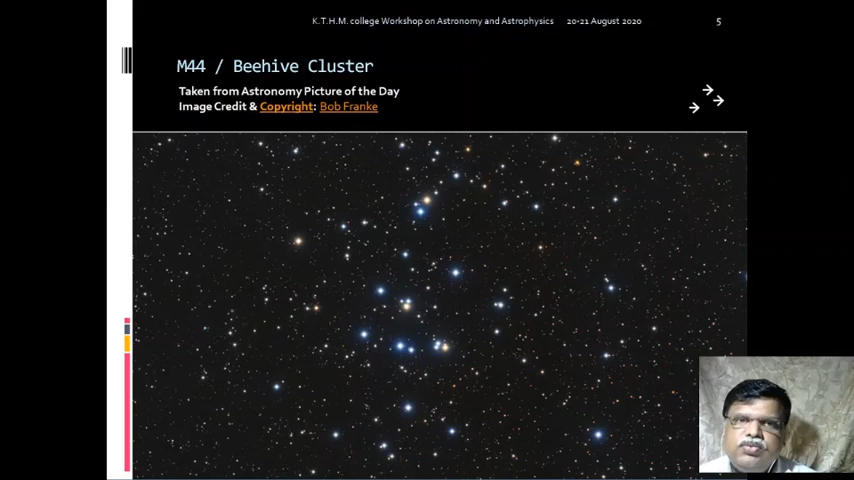 K.T.H.M. college Workshop on Astronomy and Astrophysics 20-21 August 2020 5
M44 / Beehive Cluster
Taken from Astronomy Picture of the Day
Image Credit & Copyright: Bob Franke